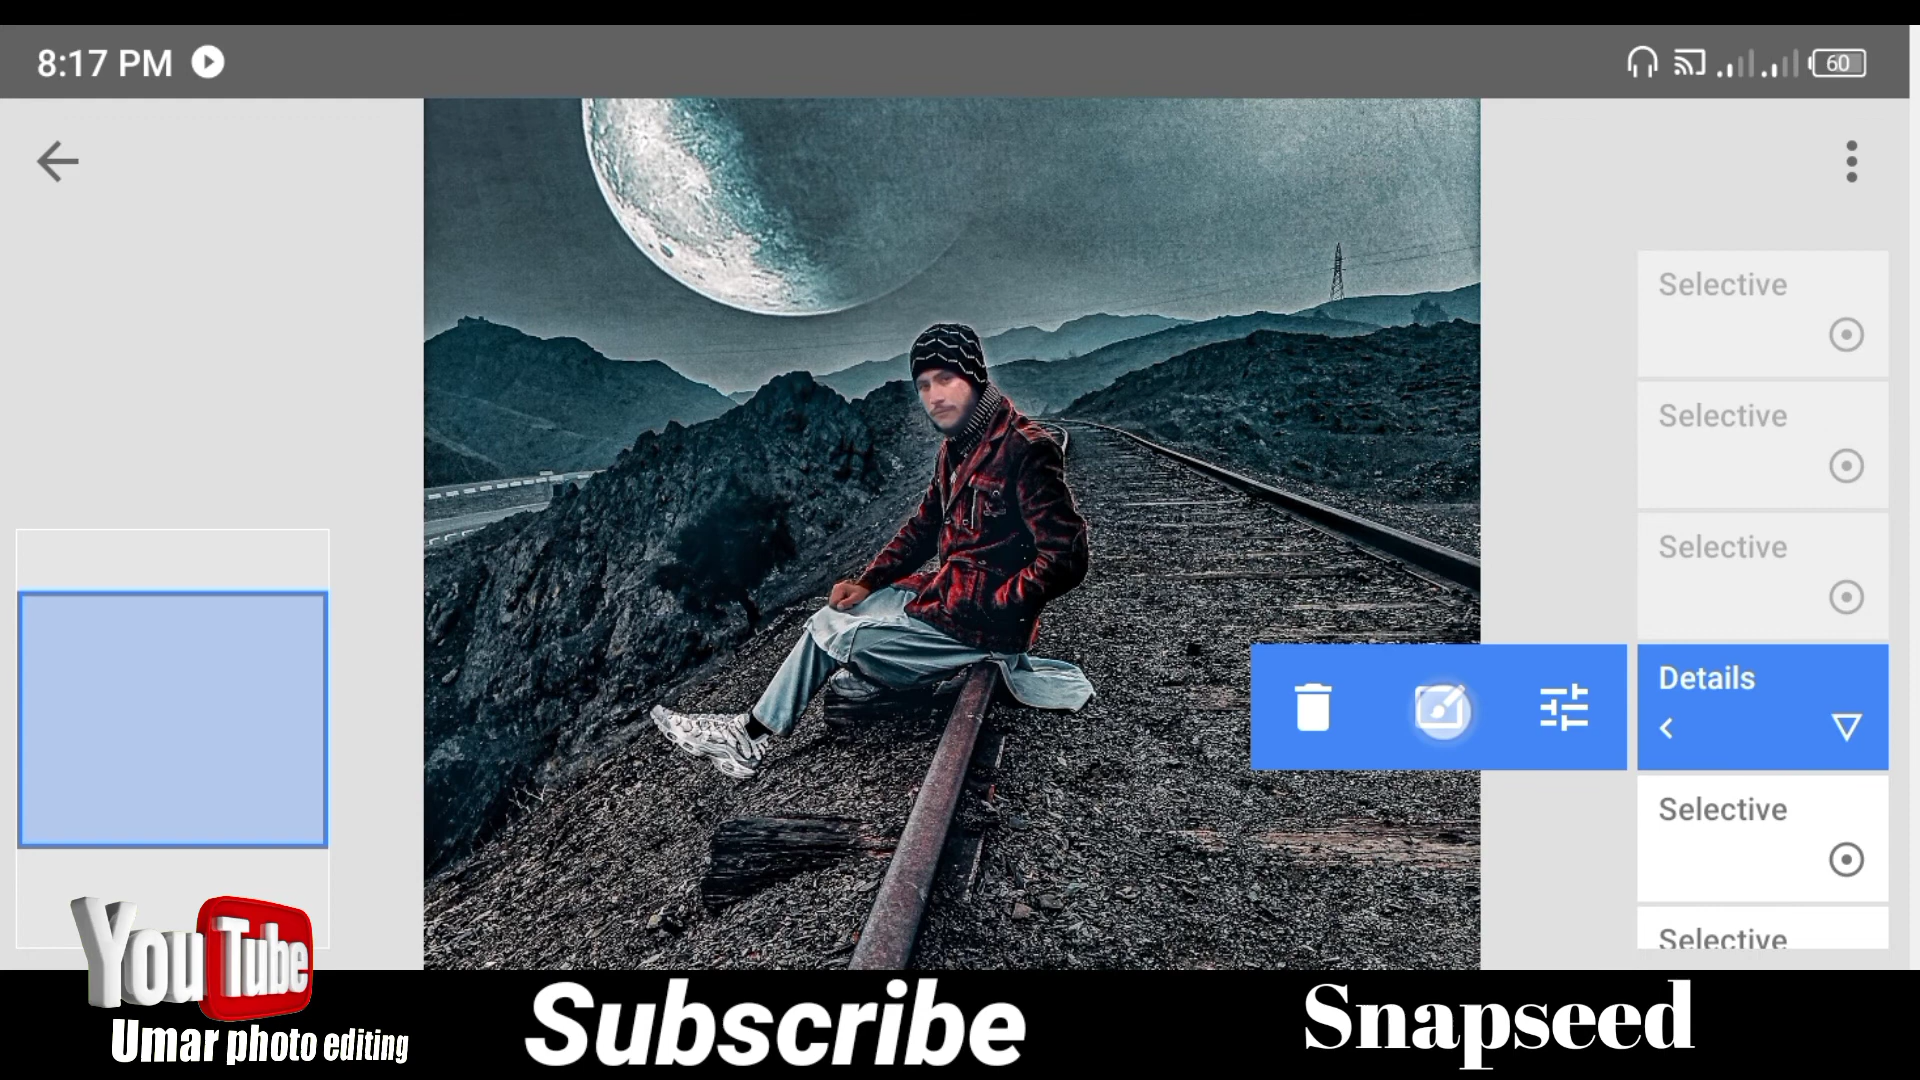 8:17 PM
60
Selective
Selective
Selective
Details
Selective
Selective
YouTube
Umar photo editing
Subscribe
Snapseed